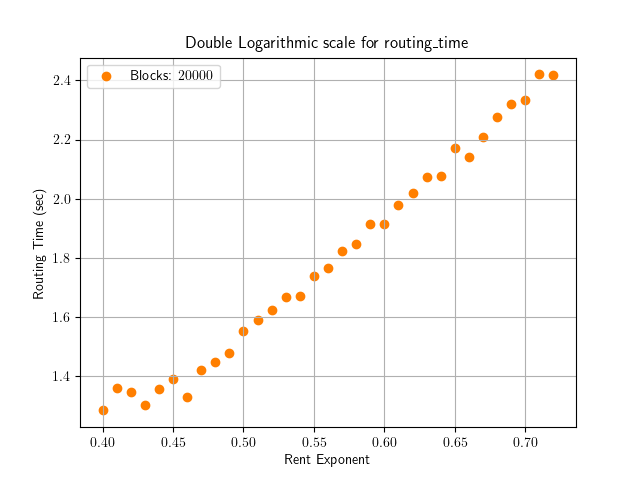 Double Logarithmic scale for routing_time
Blocks: 20000
2.4
2.2
2.0
1.8
1.6
1.4
Routing Time (sec)
0.40 0.45 0.50 0.55 0.60 0.65 0.70
Rent Exponent